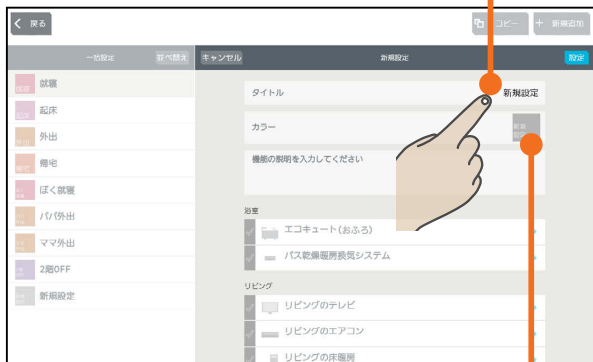 戻る
コピー
新規追加
一括設定
並べ替え
キャンセル
新規設定
設定
就寝
起床
外出
帰宅
ぼく就寝
パパ外出
ママ外出
2階OFF
新規設定
タイトル
新規設定
カラー
機能の説明を入力してください
浴室
エコキュート(おふろ)
バス乾燥暖房換気システム
リビング
リビングのテレビ
リビングのエアコン
リビングの床暖房